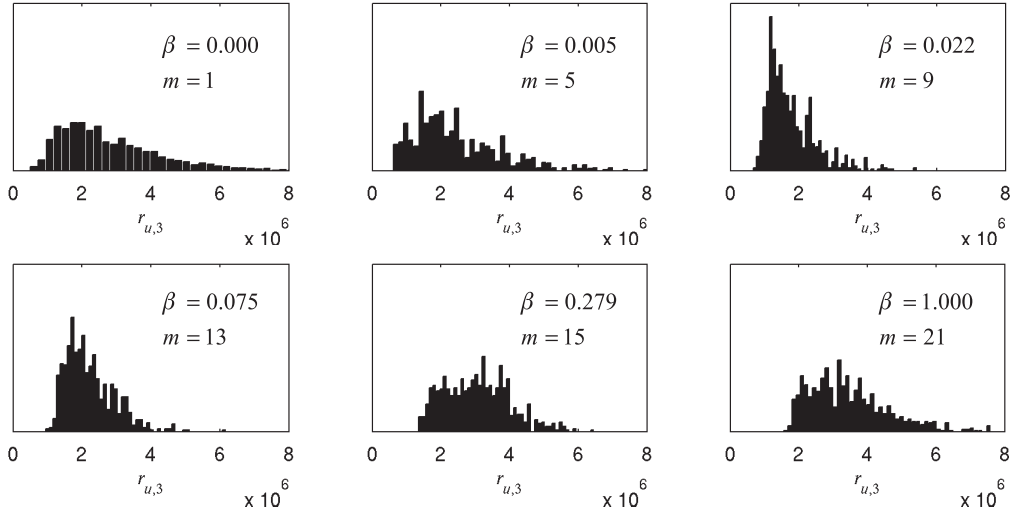 β = 0.000
m = 1
0 2 4 6 8
r_{u,3}
x 10^6
β = 0.005
m = 5
0 2 4 6 8
r_{u,3}
x 10^6
β = 0.022
m = 9
0 2 4 6 8
r_{u,3}
x 10^6
β = 0.075
m = 13
0 2 4 6 8
r_{u,3}
x 10^6
β = 0.279
m = 15
0 2 4 6 8
r_{u,3}
x 10^6
β = 1.000
m = 21
0 2 4 6 8
r_{u,3}
x 10^6